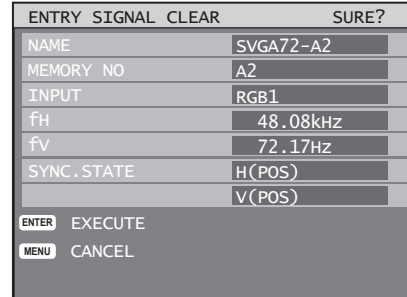 ENTRY SIGNAL CLEAR SURE?
NAME SVGA72-A2
MEMORY NO A2
INPUT RGB1
fH 48.08kHz
fV 72.17Hz
SYNC.STATE H(POS)
V(POS)
ENTER EXECUTE
MENU CANCEL